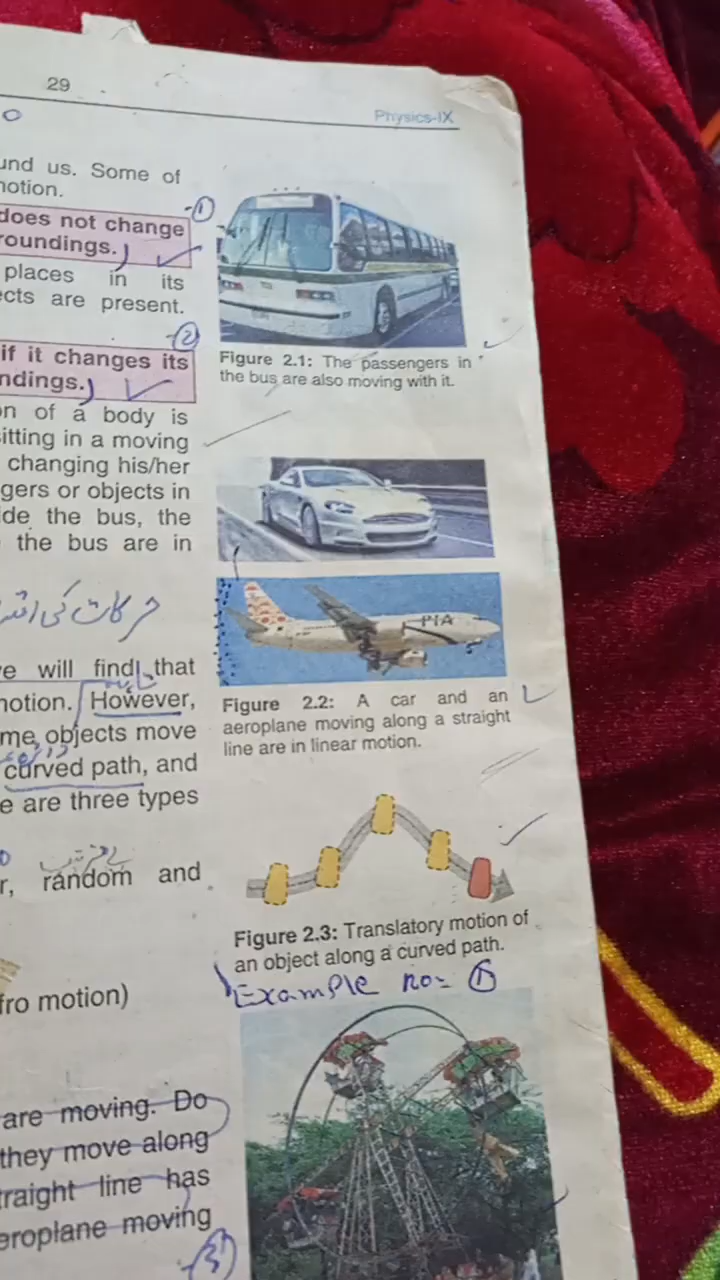 29
Physics-IX
und us. Some of
notion.
①
does not change
roundings.)
places in its
ects are present.
②
if it changes its
ndings.)
on of a body is
itting in a moving
changing his/her
gers or objects in
de the bus, the
the bus are in
حرکات کی
e will find that
notion. However,
me objects move
curved path, and
e are three types
r, random and
fro motion)
are moving. Do
they move along
traight line has
eroplane moving
③
Figure 2.1: The passengers in
the bus are also moving with it.
PIA
Figure 2.2: A car and an
aeroplane moving along a straight
line are in linear motion.
Figure 2.3: Translatory motion of
an object along a curved path.
Example no= ①